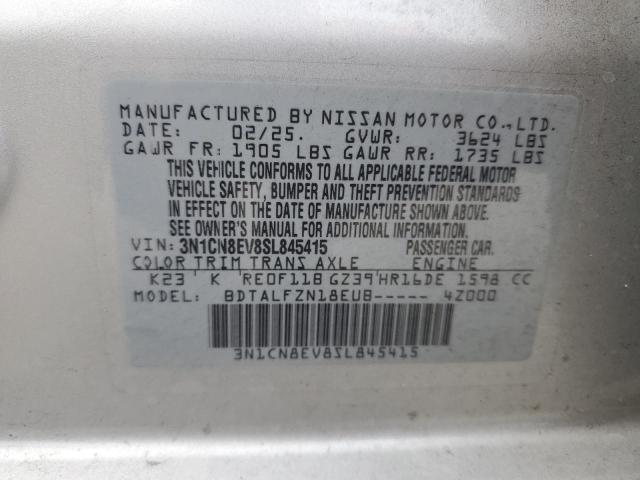 MANUFACTURED BY NISSAN MOTOR CO., LTD.
DATE: 02/25. GVWR: 3624 LBS
GAWR FR: 1905 LBS GAWR RR: 1735 LBS
THIS VEHICLE CONFORMS TO ALL APPLICABLE FEDERAL MOTOR
VEHICLE SAFETY, BUMPER AND THEFT PREVENTION STANDARDS
IN EFFECT ON THE DATE OF MANUFACTURE SHOWN ABOVE.
SEE OWNER'S MANUAL FOR ADDITIONAL INFORMATION.
VIN: 3N1CN8EV8SL845415 PASSENGER CAR.
COLOR TRIM TRANS AXLE ENGINE
K23 K RE0F11B GZ39 HR16DE 1598 CC
MODEL: BDTALFZN18EUB----- 4Z000
3N1CN8EV8SL845415